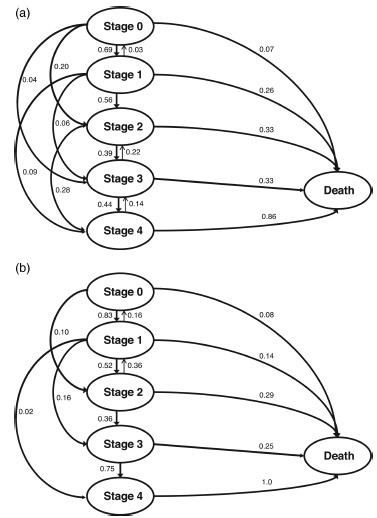 (a)
Stage 0
0.69 0.03
0.07
0.04
0.20
Stage 1
0.26
0.56
0.06
Stage 2
0.33
0.39 0.22
0.09
0.28
Stage 3
0.33
Death
0.44 0.14
0.86
Stage 4
(b)
Stage 0
0.83 0.16
0.08
0.10
Stage 1
0.14
0.52 0.36
0.02
0.16
Stage 2
0.29
0.36
Stage 3
0.25
Death
0.75
1.0
Stage 4